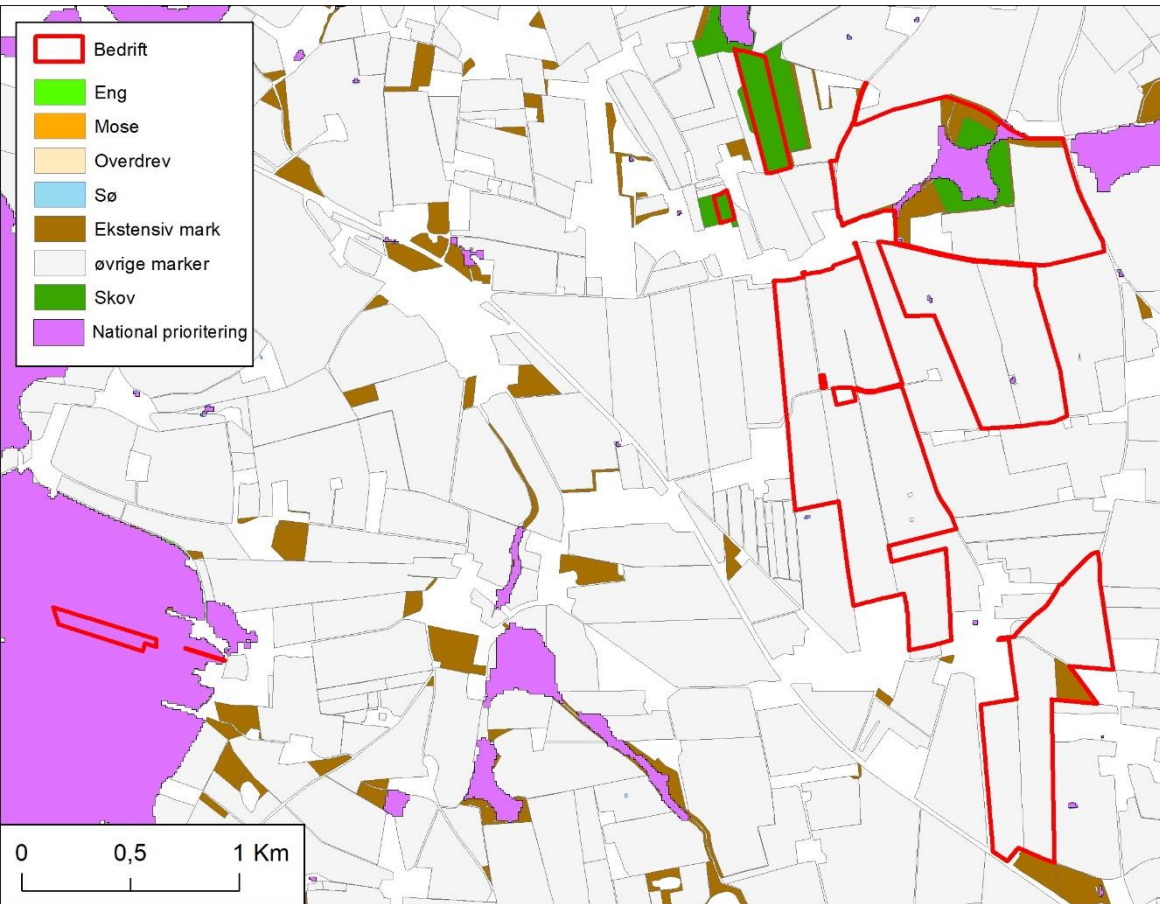 Bedrift
Eng
Mose
Overdrev
Sø
Ekstensiv mark
øvrige marker
Skov
National prioritering
0 0,5 1 Km